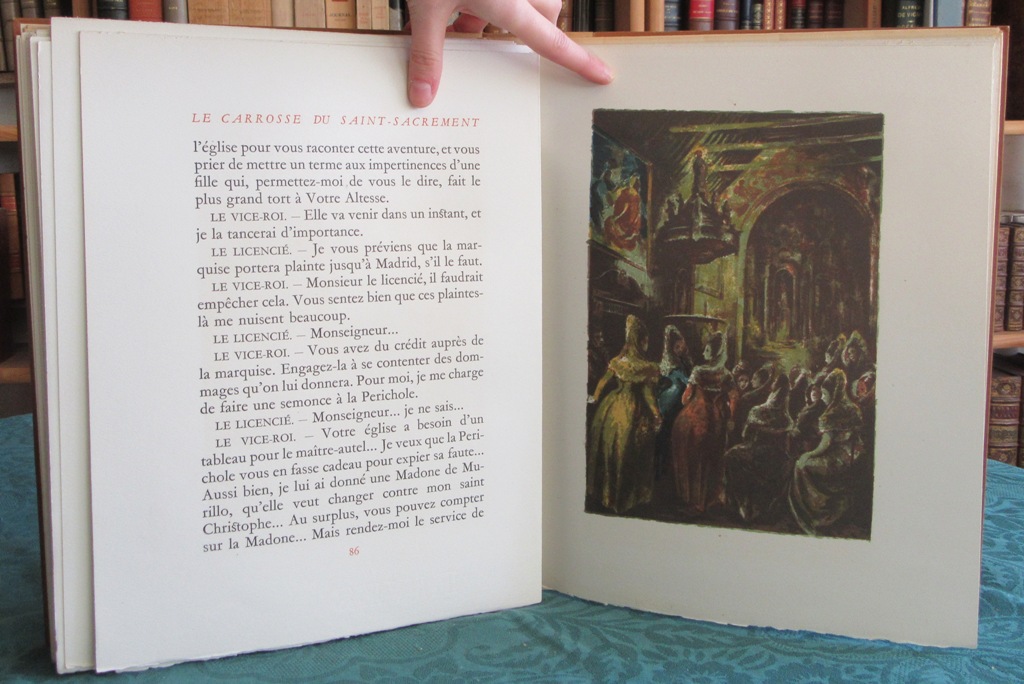 LE CARROSSE DU SAINT-SACREMENT
l'église pour vous raconter cette aventure, et vous
prier de mettre un terme aux impertinences d'une
fille qui, permettez-moi de vous le dire, fait le
plus grand tort à Votre Altesse.
LE VICE-ROI. – Elle va venir dans un instant, et
je la tancerai d'importance.
LE LICENCIÉ. – Je vous préviens que la mar-
quise portera plainte jusqu'à Madrid, s'il le faut.
LE VICE-ROI. – Monsieur le licencié, il faudrait
empêcher cela. Vous sentez bien que ces plaintes-
là me nuisent beaucoup.
LE LICENCIÉ. – Monseigneur...
LE VICE-ROI. – Vous avez du crédit auprès de
la marquise. Engagez-la à se contenter des dom-
mages qu'on lui donnera. Pour moi, je me charge
de faire une semonce à la Perichole.
LE LICENCIÉ. – Monseigneur... je ne sais...
LE VICE-ROI. – Votre église a besoin d'un
tableau pour le maître-autel... Je veux que la Peri-
chole vous en fasse cadeau pour expier sa faute...
Aussi bien, je lui ai donné une Madone de Mu-
rillo, qu'elle veut changer contre mon saint
Christophe... Au surplus, vous pouvez compter
sur la Madone... Mais rendez-moi le service de
86